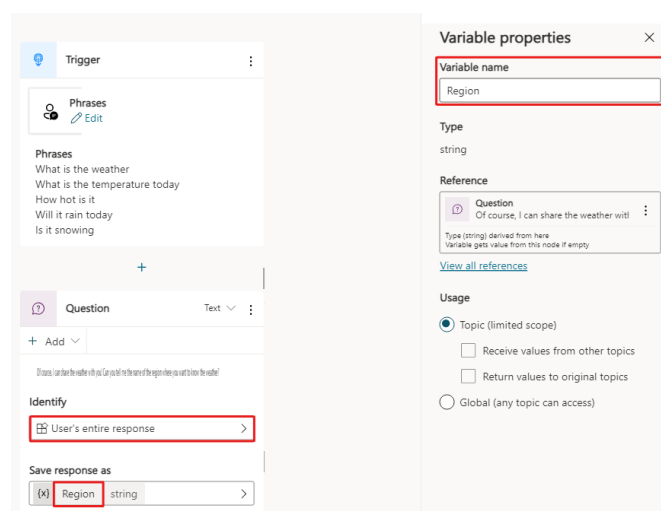 Trigger
Phrases
Edit
Phrases
What is the weather
What is the temperature today
How hot is it
Will it rain today
Is it snowing
Question
Text
Add
Of course, I can share the weather with you! Can you tell me the name of the region where you want to know the weather?
Identify
User's entire response
Save response as
{x} Region string
Variable properties
Variable name
Region
Type
string
Reference
Question
Of course, I can share the weather witl
Type (string) derived from here
Variable gets value from this node if empty
View all references
Usage
Topic (limited scope)
Receive values from other topics
Return values to original topics
Global (any topic can access)